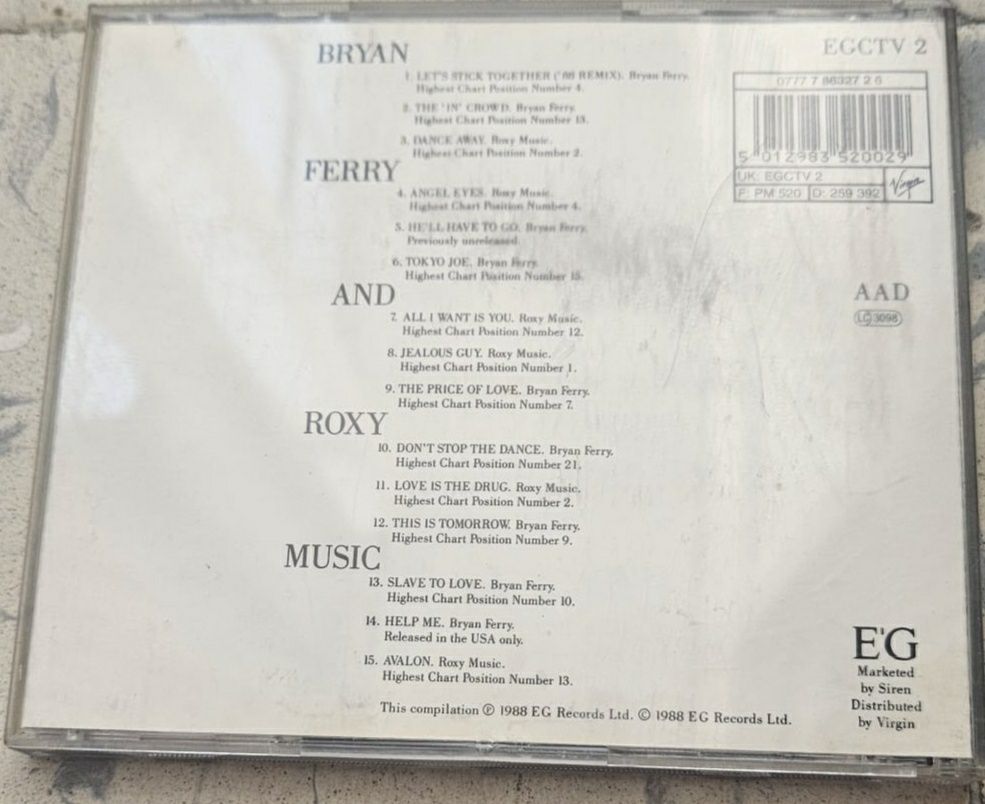 BRYAN
1. LET'S STICK TOGETHER ('88 REMIX). Bryan Ferry.
Highest Chart Position Number 4.
2. THE 'IN' CROWD. Bryan Ferry.
Highest Chart Position Number 13.
3. DANCE AWAY. Roxy Music.
Highest Chart Position Number 2.
FERRY
4. ANGEL EYES. Roxy Music.
Highest Chart Position Number 4.
5. HE'LL HAVE TO GO. Bryan Ferry.
Previously unreleased.
6. TOKYO JOE. Bryan Ferry.
Highest Chart Position Number 15.
AND
7. ALL I WANT IS YOU. Roxy Music.
Highest Chart Position Number 12.
8. JEALOUS GUY. Roxy Music.
Highest Chart Position Number 1.
9. THE PRICE OF LOVE. Bryan Ferry.
Highest Chart Position Number 7.
ROXY
10. DON'T STOP THE DANCE. Bryan Ferry.
Highest Chart Position Number 21.
11. LOVE IS THE DRUG. Roxy Music.
Highest Chart Position Number 2.
12. THIS IS TOMORROW. Bryan Ferry.
Highest Chart Position Number 9.
MUSIC
13. SLAVE TO LOVE. Bryan Ferry.
Highest Chart Position Number 10.
14. HELP ME. Bryan Ferry.
Released in the USA only.
15. AVALON. Roxy Music.
Highest Chart Position Number 13.
This compilation ℗ 1988 EG Records Ltd. © 1988 EG Records Ltd.
EGCTV 2
0777 7 86327 2 6
5 012983 520029
UK: EGCTV 2
F: PM 520 D: 259 392
Virgin
AAD
LC 3098
E'G
Marketed
by Siren
Distributed
by Virgin